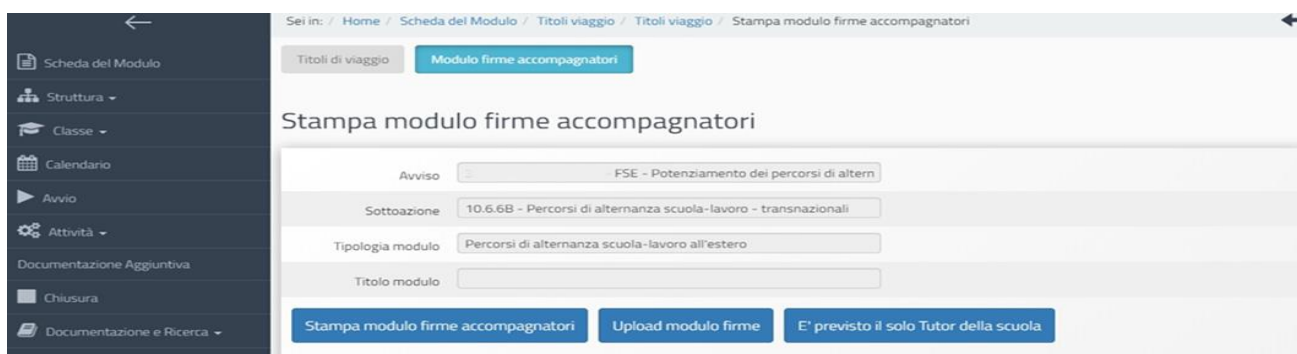 Sei in: / Home / Scheda del Modulo / Titoli viaggio / Titoli viaggio / Stampa modulo firme accompagnatori
Scheda del Modulo
Struttura
Classe
Calendario
Avvio
Attività
Documentazione Aggiuntiva
Chiusura
Documentazione e Ricerca
Titoli di viaggio
Modulo firme accompagnatori
Stampa modulo firme accompagnatori
Avviso - FSE - Potenziamento dei percorsi di altern
Sottoazione 10.6.6B - Percorsi di alternanza scuola-lavoro - transnazionali
Tipologia modulo Percorsi di alternanza scuola-lavoro all'estero
Titolo modulo
Stampa modulo firme accompagnatori
Upload modulo firme
E' previsto il solo Tutor della scuola